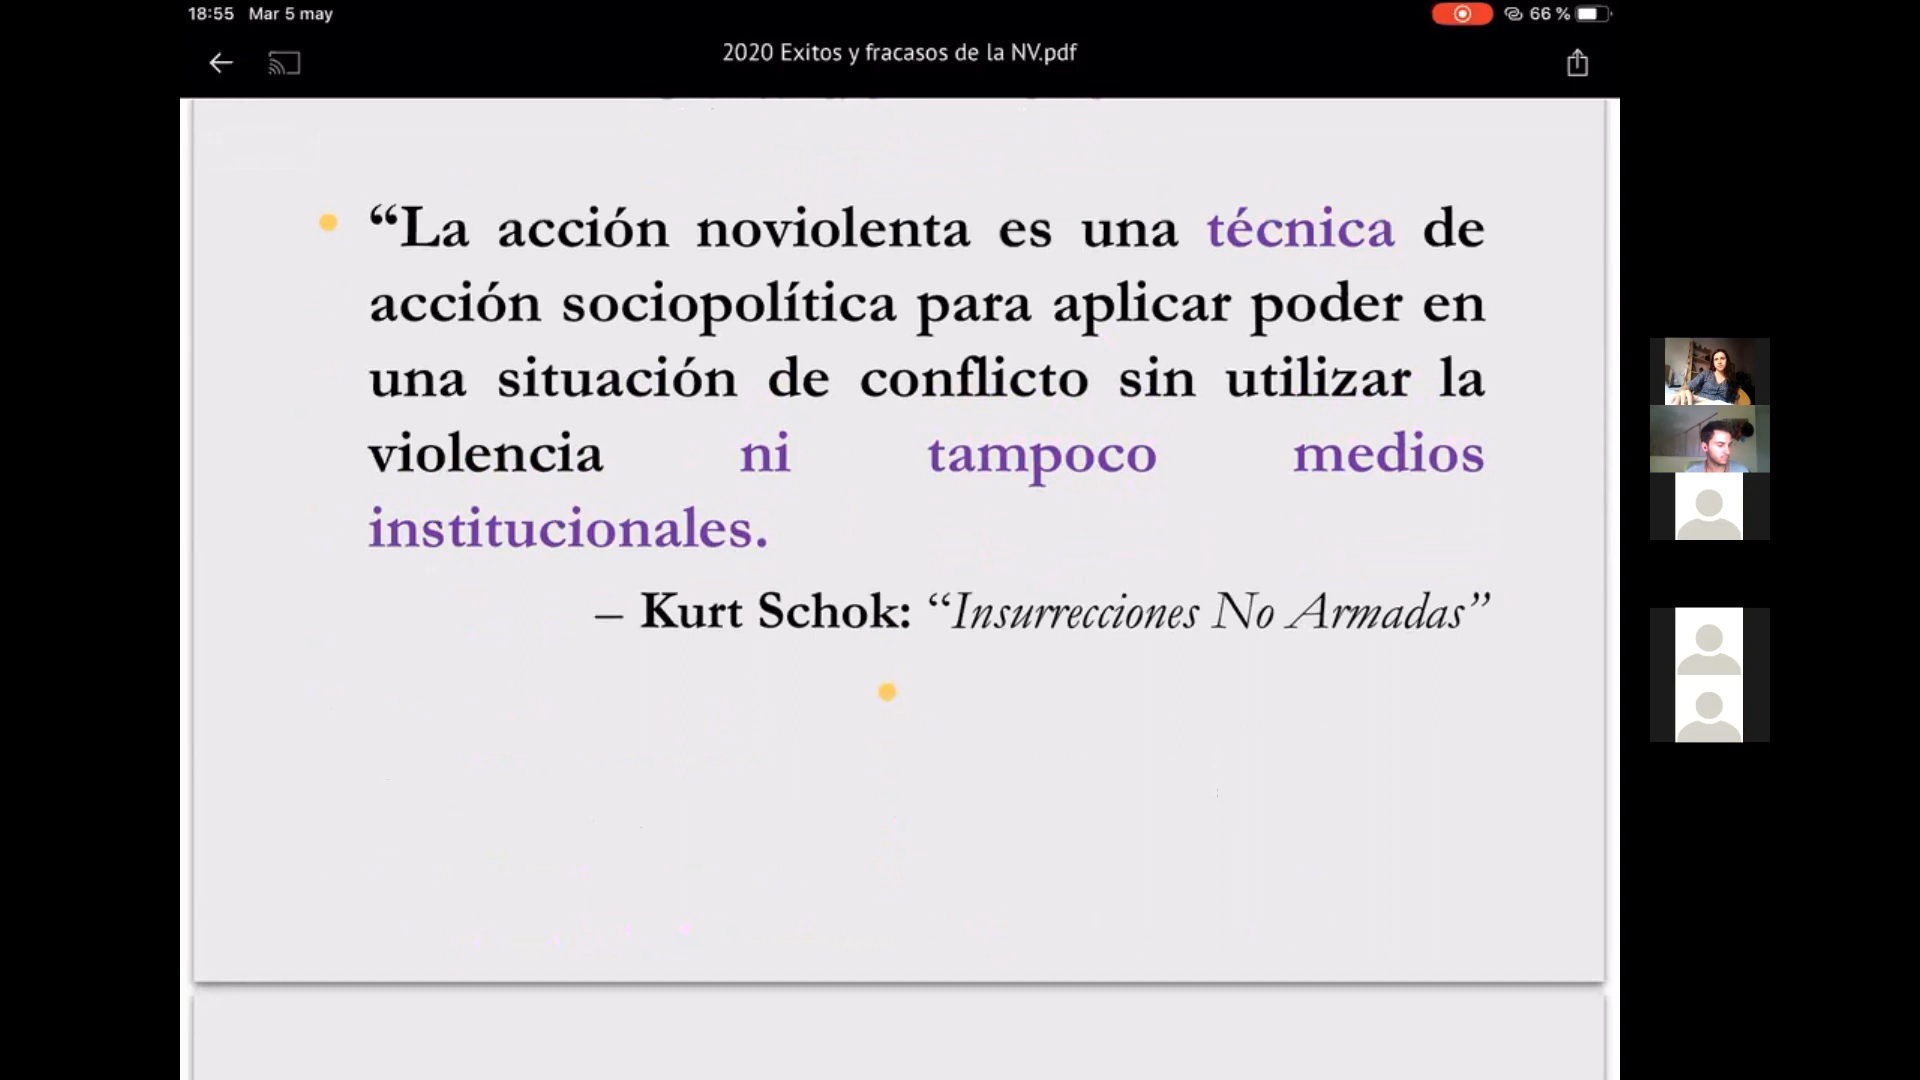 18:55 Mar 5 may
66 %
2020 Exitos y fracasos de la NV.pdf
“La acción noviolenta es una técnica de
acción sociopolítica para aplicar poder en
una situación de conflicto sin utilizar la
violencia ni tampoco medios
institucionales.
– Kurt Schok: “Insurrecciones No Armadas”